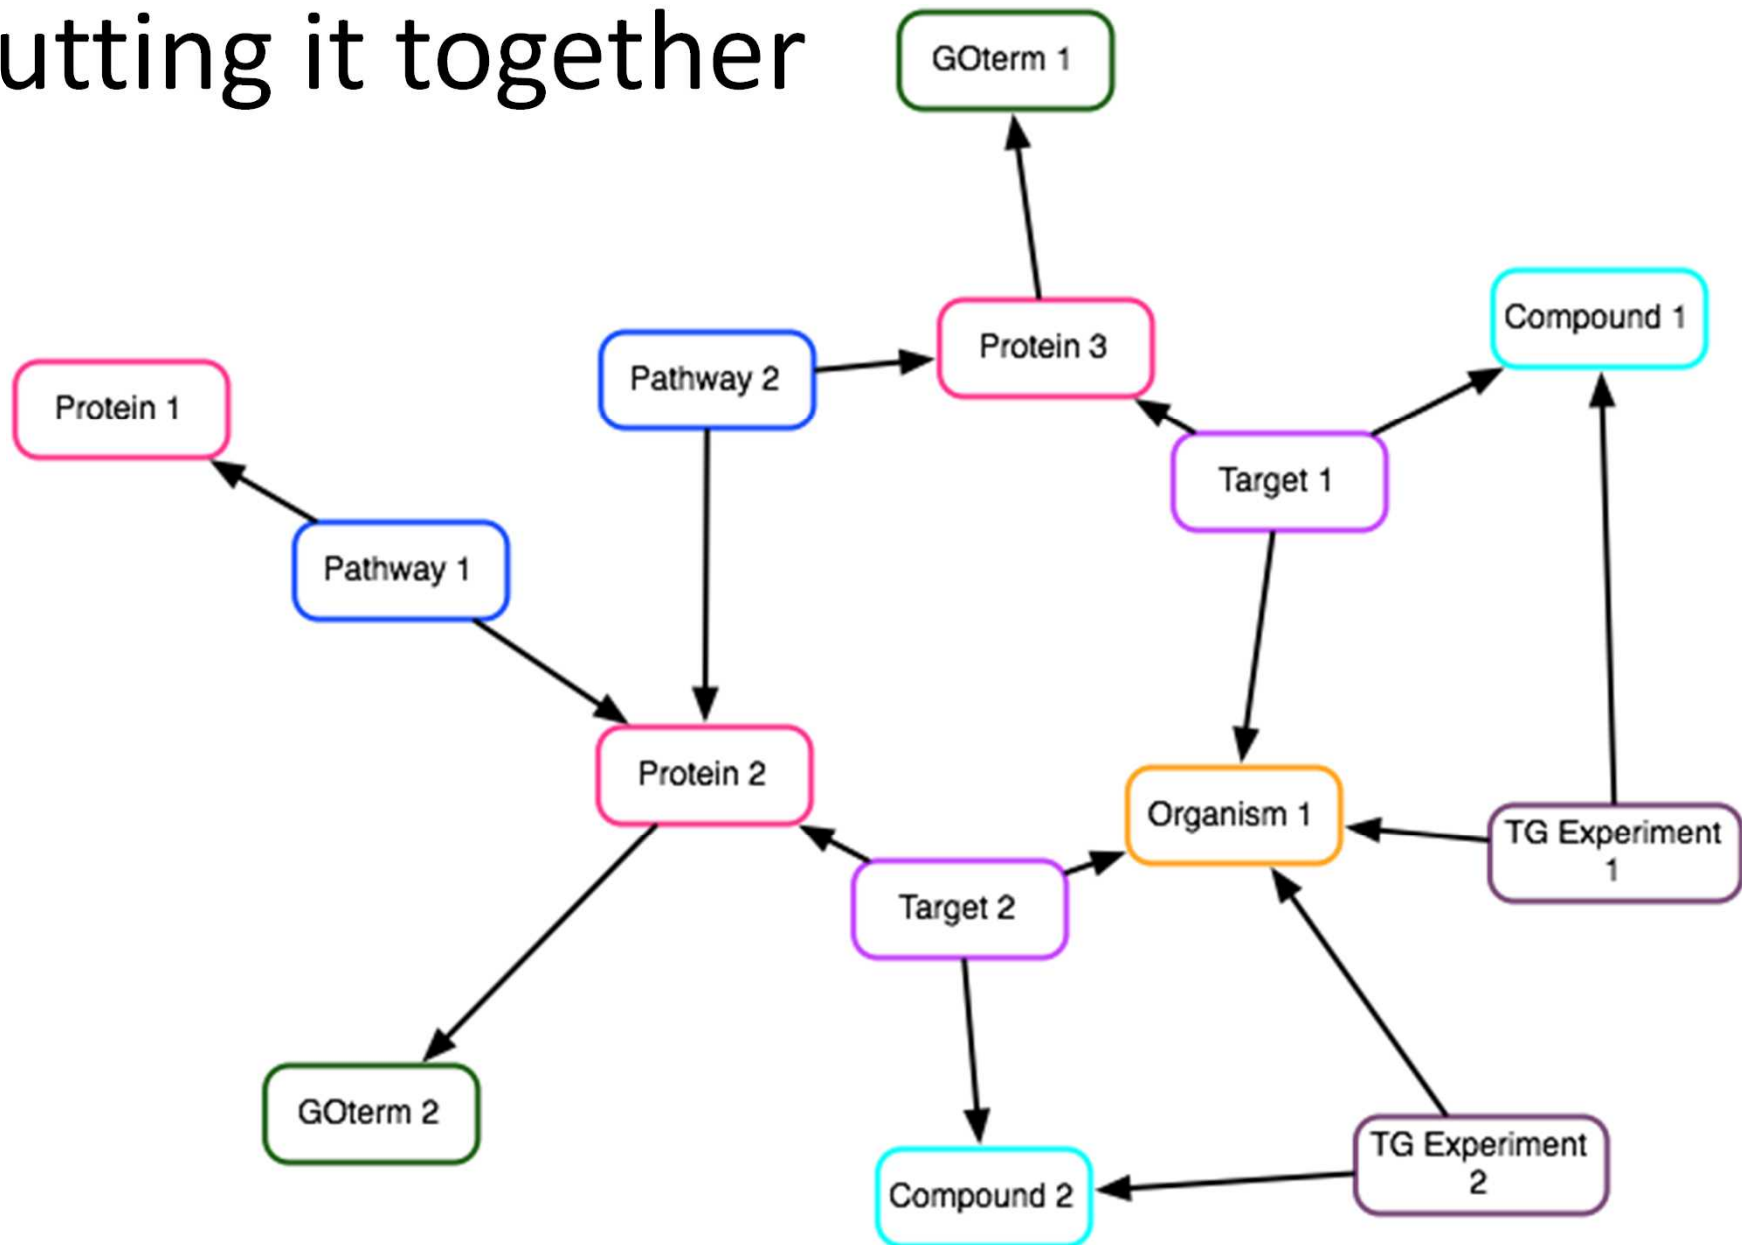 utting it together
GOterm 1
Compound 1
Protein 3
Pathway 2
Protein 1
Target 1
Pathway 1
Protein 2
Organism 1
TG Experiment
1
Target 2
GOterm 2
TG Experiment
2
Compound 2